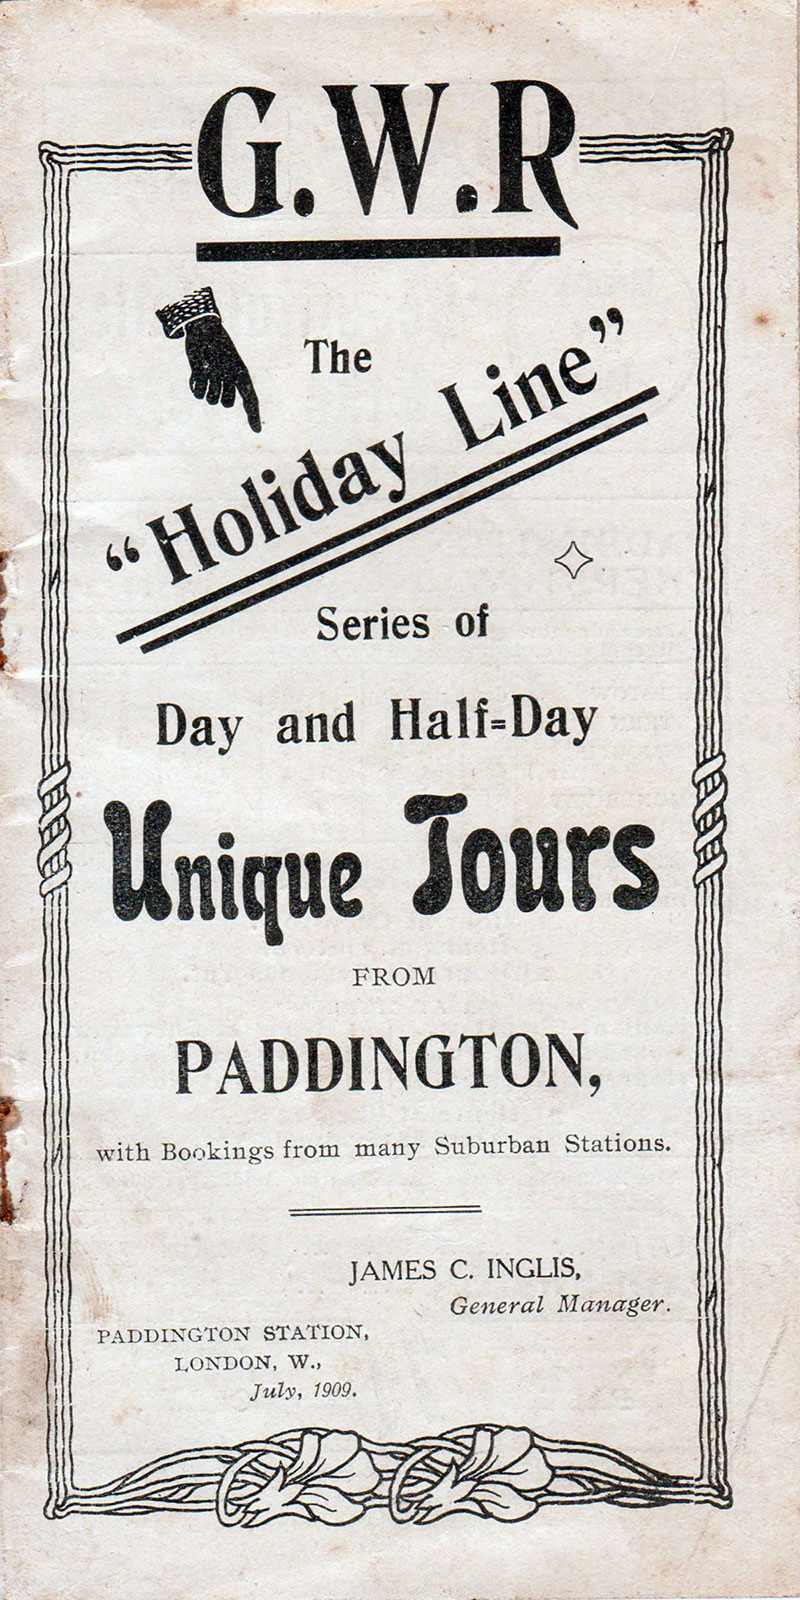 G.W.R
The
“Holiday Line”
Series of
Day and Half=Day
Unique Tours
FROM
PADDINGTON,
with Bookings from many Suburban Stations.
JAMES C. INGLIS,
General Manager.
PADDINGTON STATION,
LONDON, W.,
July, 1909.